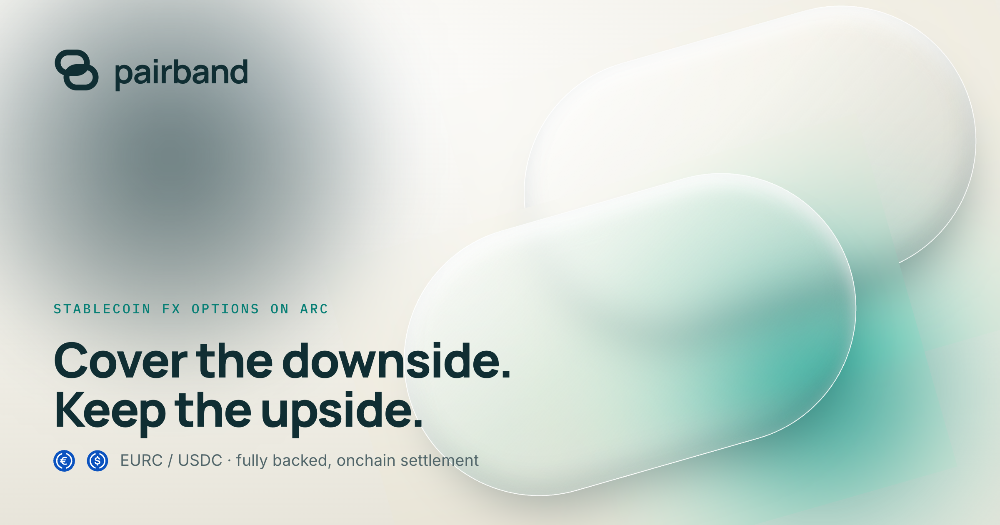 pairband
STABLECOIN FX OPTIONS ON ARC
Cover the downside.
Keep the upside.
€ $ EURC / USDC · fully backed, onchain settlement